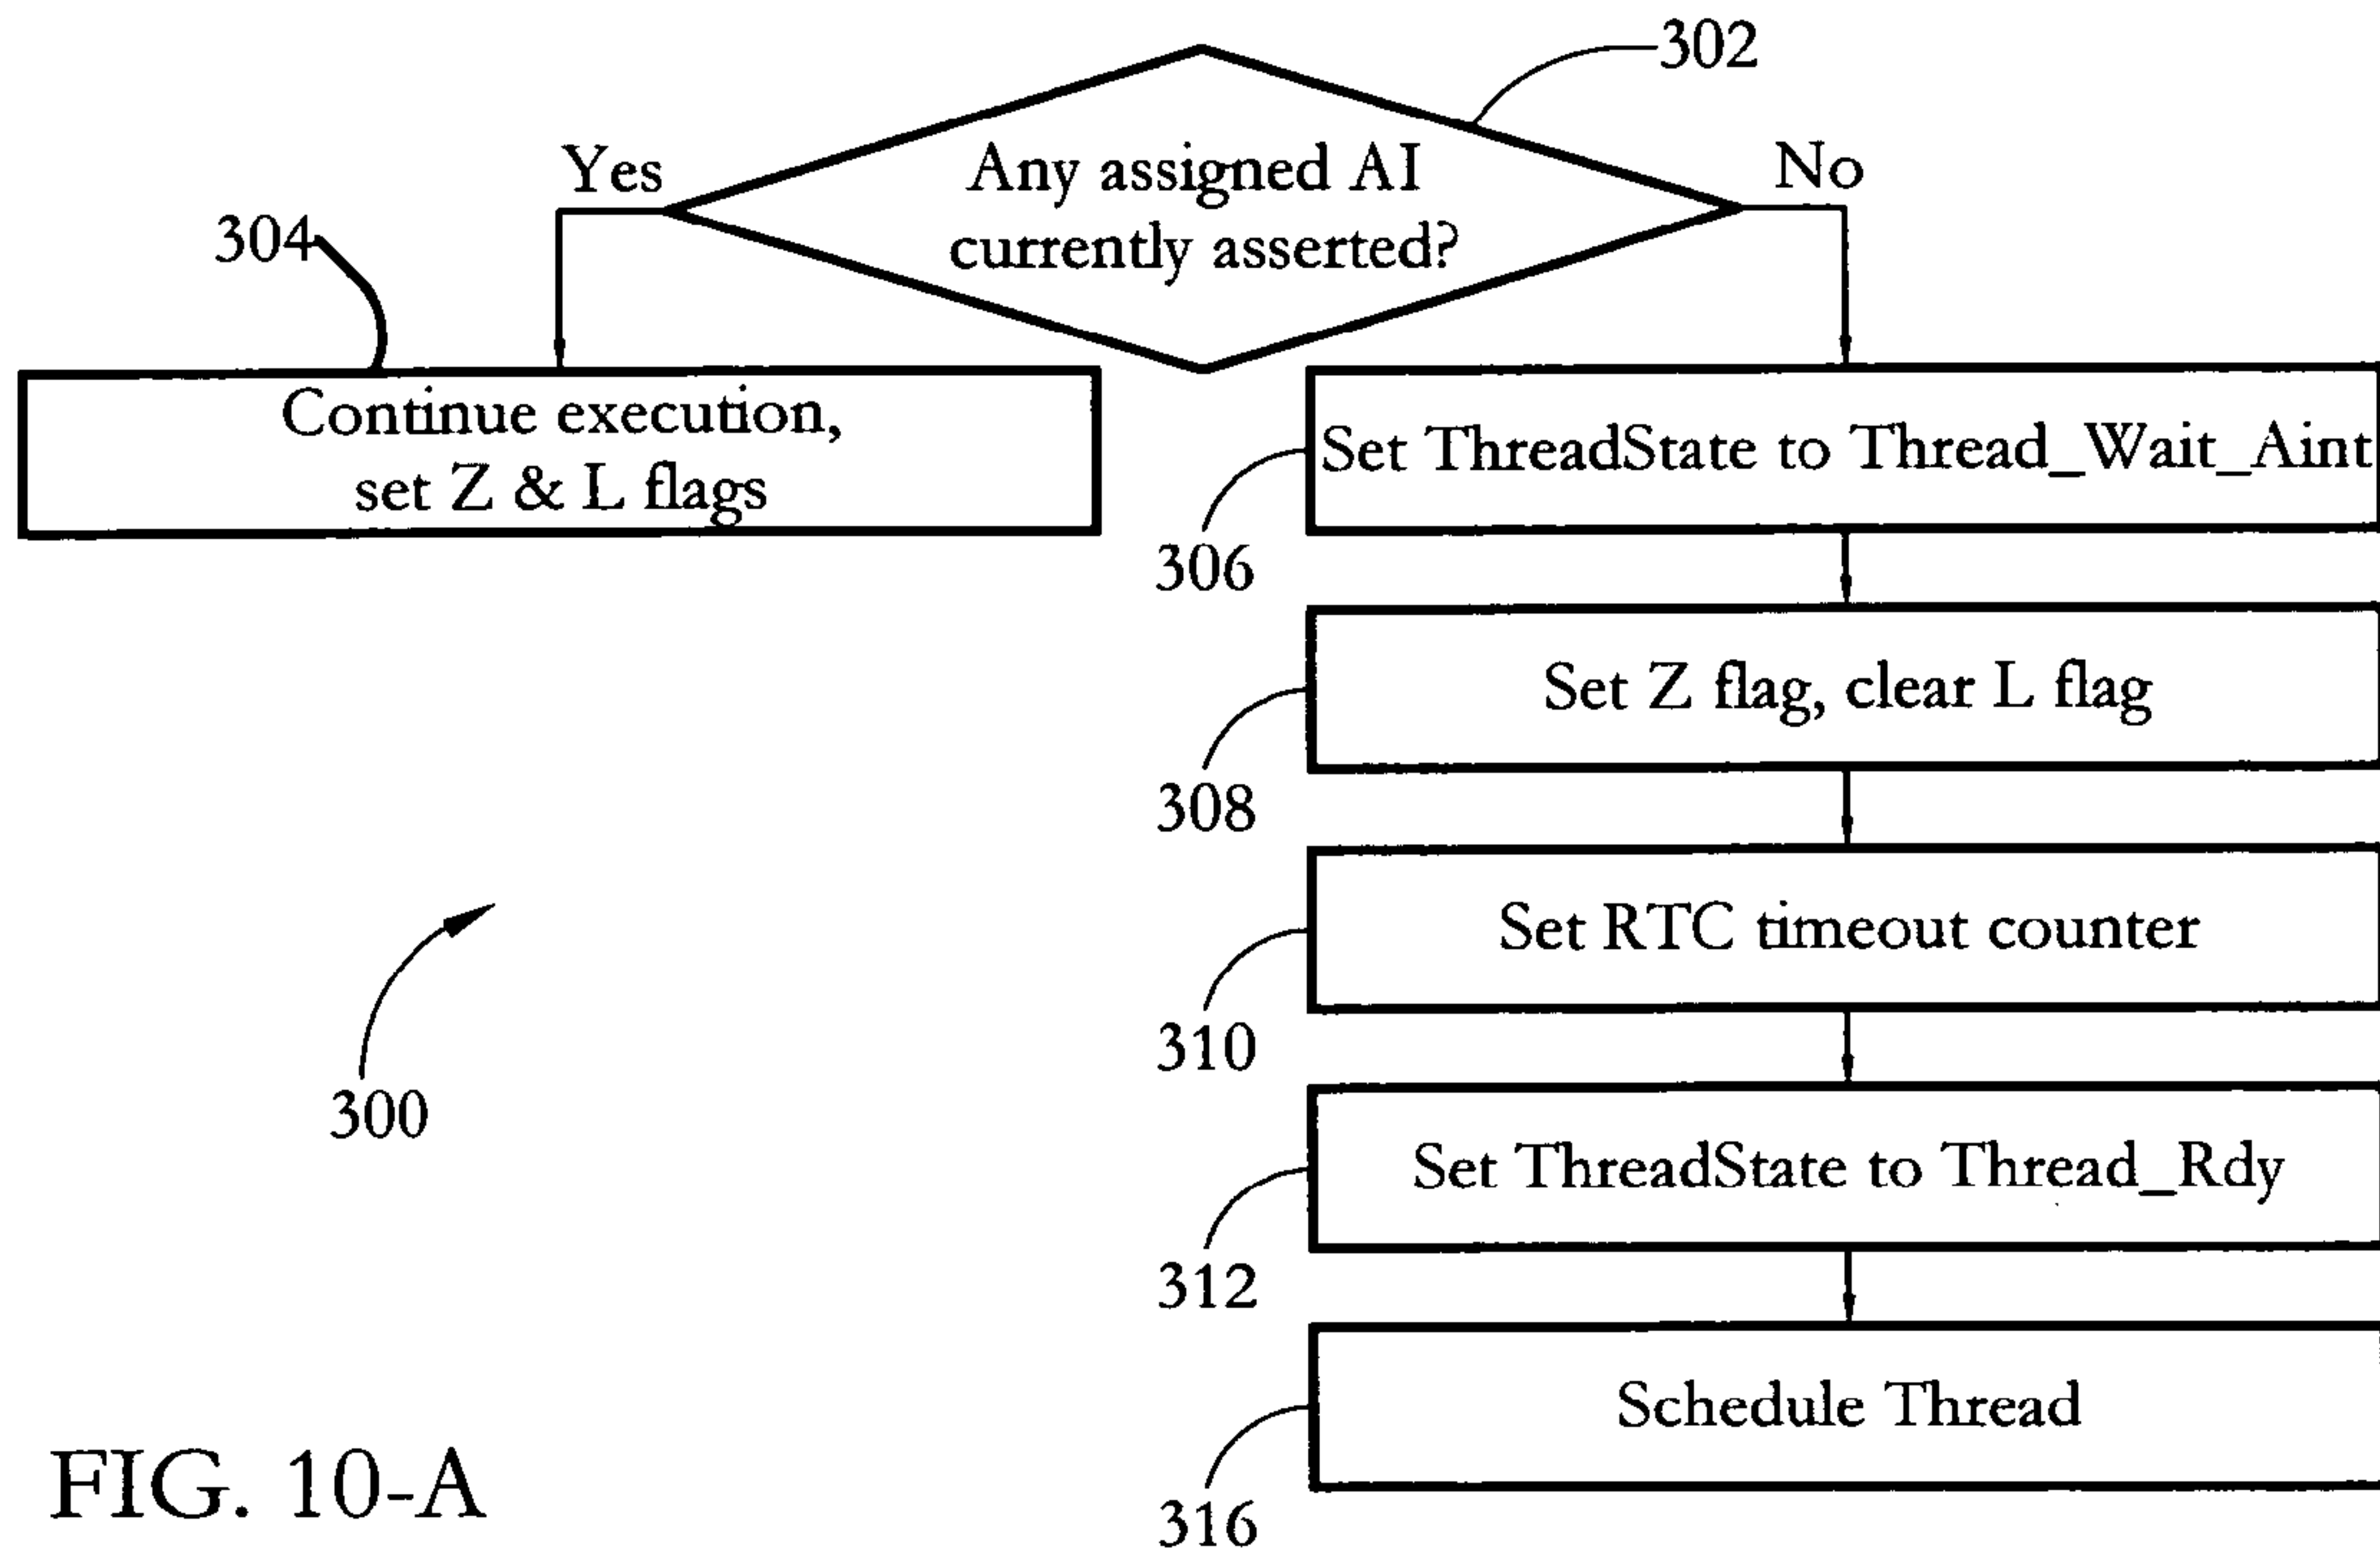 302
Any assigned AI
currently asserted?
Yes
No
304
Continue execution,
set Z & L flags
Set ThreadState to Thread_Wait_Aint
306
Set Z flag, clear L flag
308
Set RTC timeout counter
310
300
Set ThreadState to Thread_Rdy
312
Schedule Thread
316
FIG. 10-A